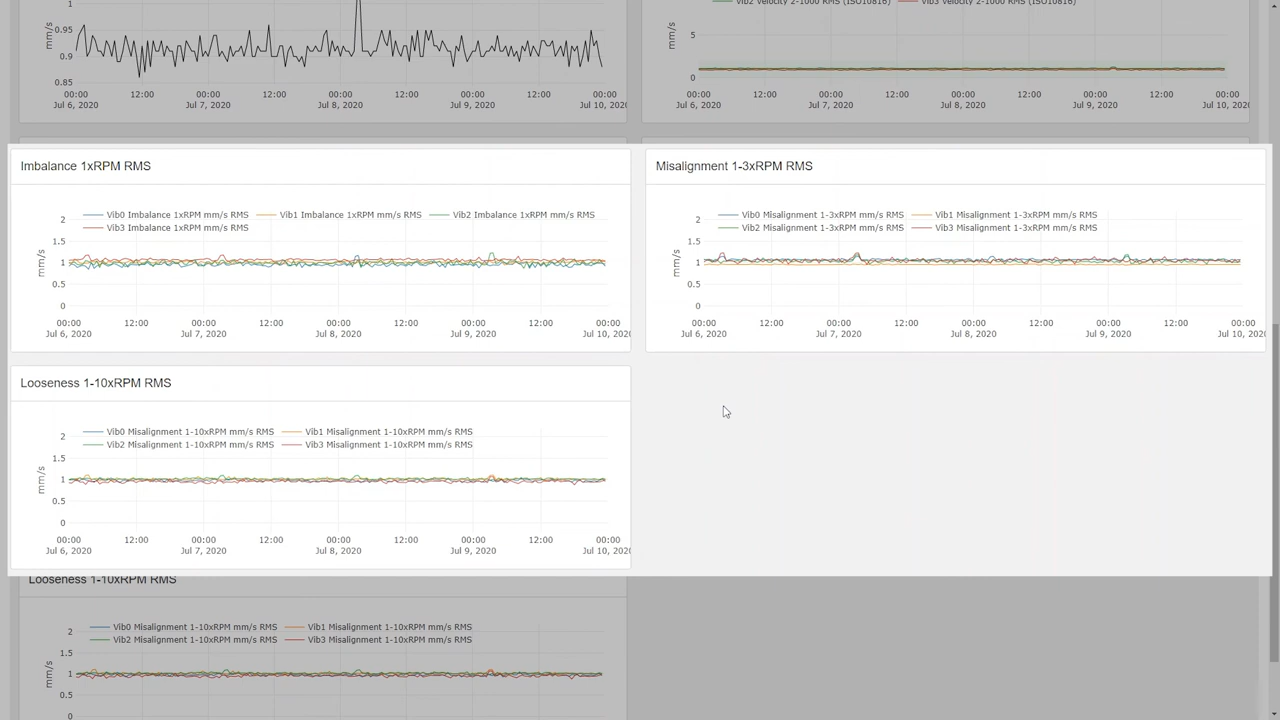 1
0.95
0.9
0.85
mm/s
00:00 12:00 00:00 12:00 00:00 12:00 00:00 12:00 00:00
Jul 6, 2020 Jul 7, 2020 Jul 8, 2020 Jul 9, 2020 Jul 10, 202
Vib2 Velocity 2-1000 RMS (ISO10816) Vib3 Velocity 2-1000 RMS (ISO10816)
5
0
mm/s
00:00 12:00 00:00 12:00 00:00 12:00 00:00 12:00 00:00
Jul 6, 2020 Jul 7, 2020 Jul 8, 2020 Jul 9, 2020 Jul 10, 202
Imbalance 1xRPM RMS
Vib0 Imbalance 1xRPM mm/s RMS Vib1 Imbalance 1xRPM mm/s RMS Vib2 Imbalance 1xRPM mm/s RMS
Vib3 Imbalance 1xRPM mm/s RMS
2
1.5
1
0.5
0
mm/s
00:00 12:00 00:00 12:00 00:00 12:00 00:00 12:00 00:00
Jul 6, 2020 Jul 7, 2020 Jul 8, 2020 Jul 9, 2020 Jul 10, 202
Misalignment 1-3xRPM RMS
Vib0 Misalignment 1-3xRPM mm/s RMS Vib1 Misalignment 1-3xRPM mm/s RMS
Vib2 Misalignment 1-3xRPM mm/s RMS Vib3 Misalignment 1-3xRPM mm/s RMS
2
1.5
1
0.5
0
mm/s
00:00 12:00 00:00 12:00 00:00 12:00 00:00 12:00 00:00
Jul 6, 2020 Jul 7, 2020 Jul 8, 2020 Jul 9, 2020 Jul 10, 202
Looseness 1-10xRPM RMS
Vib0 Misalignment 1-10xRPM mm/s RMS Vib1 Misalignment 1-10xRPM mm/s RMS
Vib2 Misalignment 1-10xRPM mm/s RMS Vib3 Misalignment 1-10xRPM mm/s RMS
2
1.5
1
0.5
0
mm/s
00:00 12:00 00:00 12:00 00:00 12:00 00:00 12:00 00:00
Jul 6, 2020 Jul 7, 2020 Jul 8, 2020 Jul 9, 2020 Jul 10, 202
Looseness 1-10xRPM RMS
Vib0 Misalignment 1-10xRPM mm/s RMS Vib1 Misalignment 1-10xRPM mm/s RMS
Vib2 Misalignment 1-10xRPM mm/s RMS Vib3 Misalignment 1-10xRPM mm/s RMS
2
1.5
1
0.5
0
mm/s